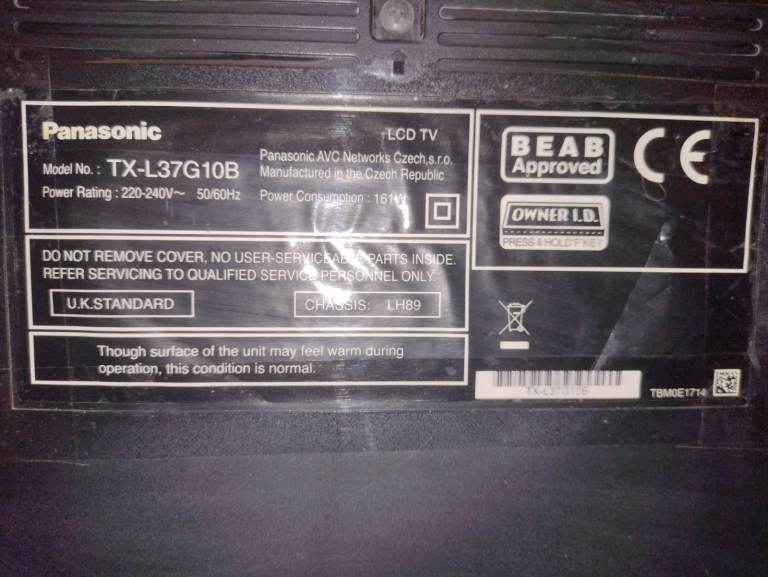 Panasonic
LCD TV
Model No. : TX-L37G10B
Power Rating : 220-240V~ 50/60Hz
Panasonic AVC Networks Czech,s.r.o.
Manufactured in the Czech Republic
Power Consumption : 161W
BEAB
Approved
CE
OWNER I.D.
PRESS & HOLD"F"KEY
DO NOT REMOVE COVER, NO USER-SERVICEABLE PARTS INSIDE.
REFER SERVICING TO QUALIFIED SERVICE PERSONNEL ONLY
U.K.STANDARD
CHASSIS: LH89
Though surface of the unit may feel warm during
operation, this condition is normal.
TX-L37G10B
TBM0E1714